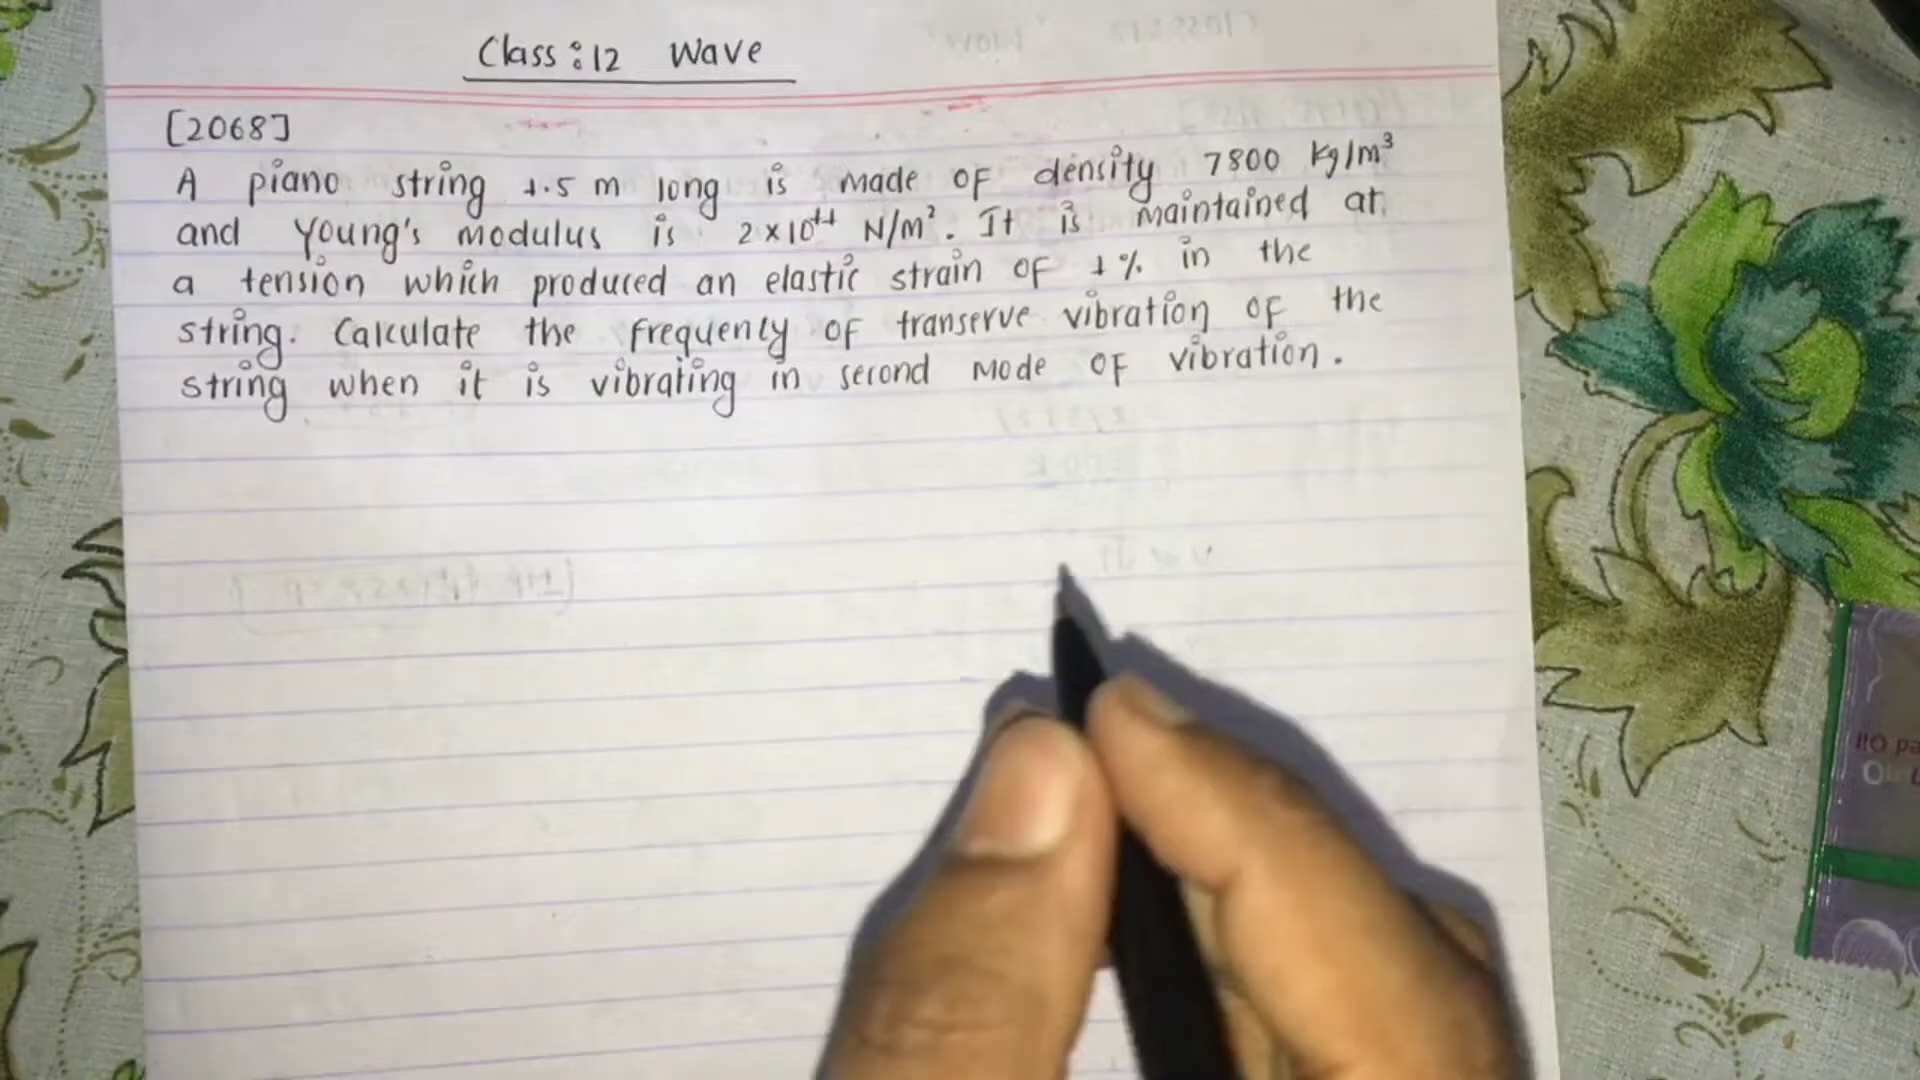 Class: 12 Wave
[2068]
A piano string 1.5 m long is made of density 7800 kg/m³
and Young's modulus is 2×10¹¹ N/m². It is maintained at
a tension which produced an elastic strain of 1% in the
string. Calculate the frequency of transerve vibration of the
string when it is vibrating in second mode of vibration.